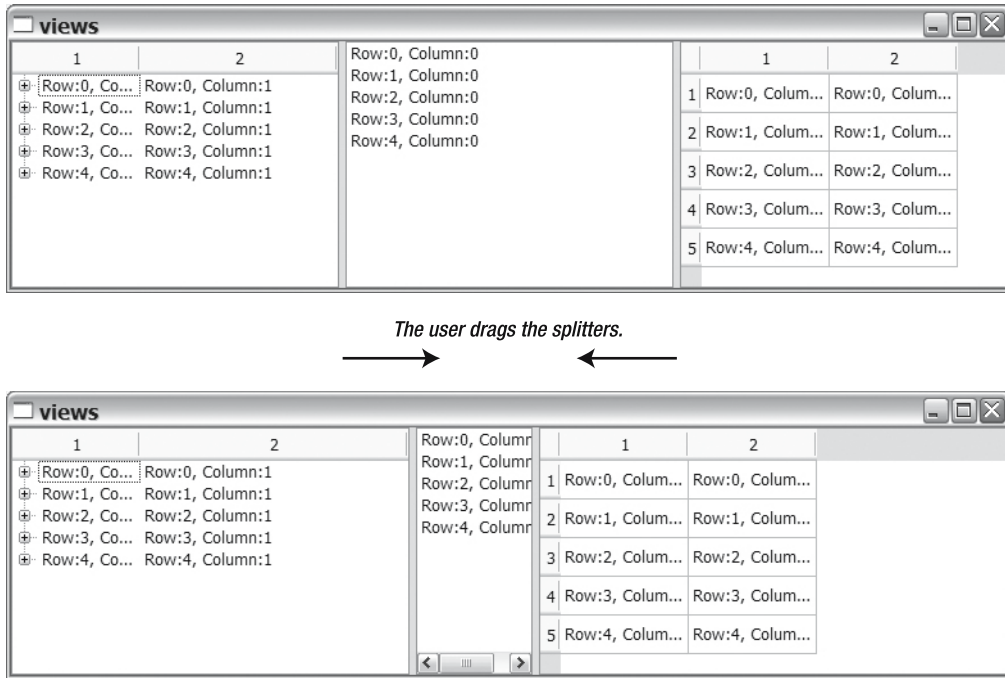 views
1 2
Row:0, Co... Row:0, Column:1
Row:1, Co... Row:1, Column:1
Row:2, Co... Row:2, Column:1
Row:3, Co... Row:3, Column:1
Row:4, Co... Row:4, Column:1
Row:0, Column:0
Row:1, Column:0
Row:2, Column:0
Row:3, Column:0
Row:4, Column:0
1 2
1 Row:0, Colum... Row:0, Colum...
2 Row:1, Colum... Row:1, Colum...
3 Row:2, Colum... Row:2, Colum...
4 Row:3, Colum... Row:3, Colum...
5 Row:4, Colum... Row:4, Colum...
The user drags the splitters.
views
1 2
Row:0, Co... Row:0, Column:1
Row:1, Co... Row:1, Column:1
Row:2, Co... Row:2, Column:1
Row:3, Co... Row:3, Column:1
Row:4, Co... Row:4, Column:1
Row:0, Column
Row:1, Column
Row:2, Column
Row:3, Column
Row:4, Column
1 2
1 Row:0, Colum... Row:0, Colum...
2 Row:1, Colum... Row:1, Colum...
3 Row:2, Colum... Row:2, Colum...
4 Row:3, Colum... Row:3, Colum...
5 Row:4, Colum... Row:4, Colum...